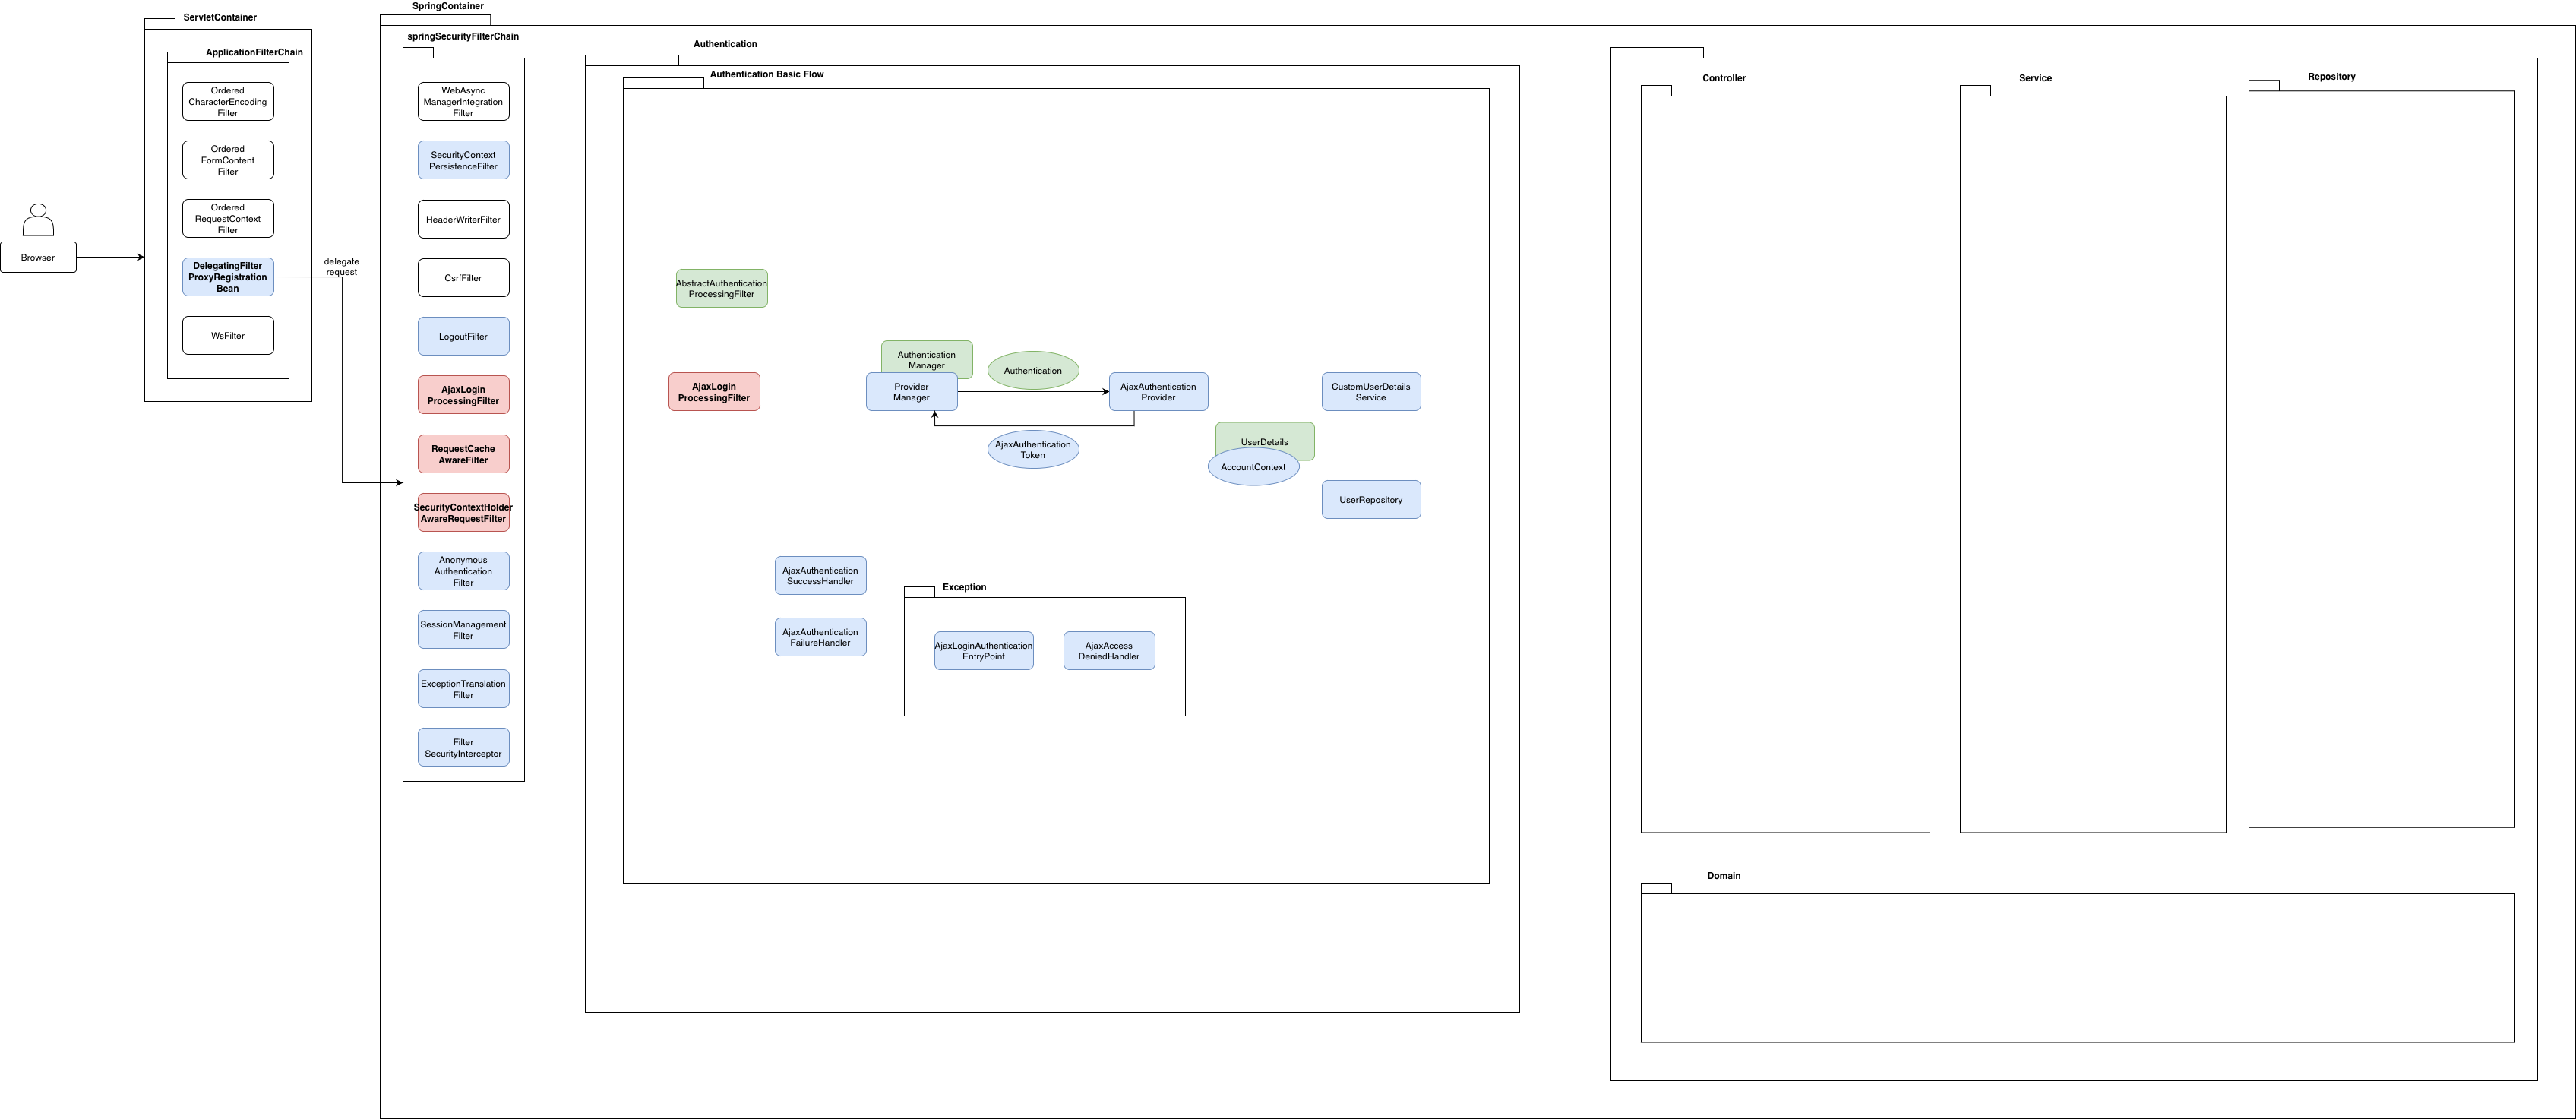 SpringContainer
ServletContainer
springSecurityFilterChain
Authentication
ApplicationFilterChain
Authentication Basic Flow
Controller
Service
Repository
Ordered
CharacterEncoding
Filter
Ordered
FormContent
Filter
Ordered
RequestContext
Filter
Browser
DelegatingFilter
ProxyRegistration
Bean
delegate
request
WsFilter
WebAsync
ManagerIntegration
Filter
SecurityContext
PersistenceFilter
HeaderWriterFilter
CsrfFilter
LogoutFilter
AjaxLogin
ProcessingFilter
RequestCache
AwareFilter
SecurityContextHolder
AwareRequestFilter
Anonymous
Authentication
Filter
SessionManagement
Filter
ExceptionTranslation
Filter
Filter
SecurityInterceptor
AbstractAuthentication
ProcessingFilter
AjaxLogin
ProcessingFilter
Authentication
Manager
Provider
Manager
Authentication
AjaxAuthentication
Token
AjaxAuthentication
Provider
CustomUserDetails
Service
UserDetails
AccountContext
UserRepository
AjaxAuthentication
SuccessHandler
AjaxAuthentication
FailureHandler
Exception
AjaxLoginAuthentication
EntryPoint
AjaxAccess
DeniedHandler
Domain